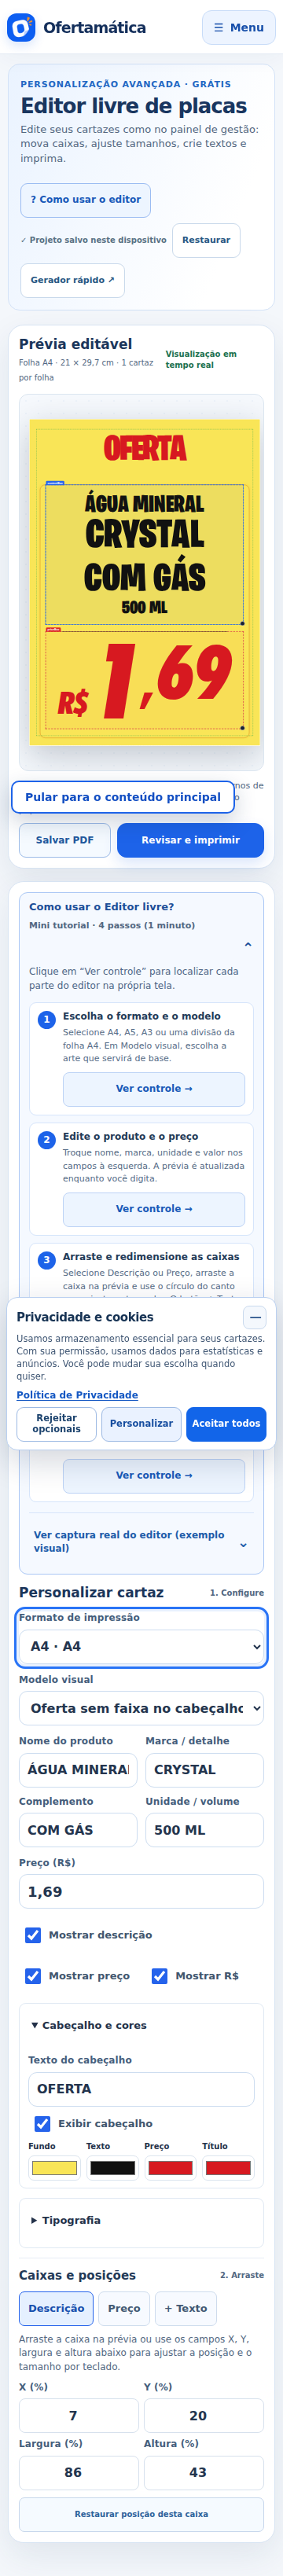 Ofertamática
☰ Menu
PERSONALIZAÇÃO AVANÇADA · GRÁTIS
Editor livre de placas
Edite seus cartazes como no painel de gestão:
mova caixas, ajuste tamanhos, crie textos e
imprima.
? Como usar o editor
✓ Projeto salvo neste dispositivo
Restaurar
Gerador rápido ↗
Prévia editável
Folha A4 · 21 × 29,7 cm · 1 cartaz
por folha
Visualização em
tempo real
OFERTA
ÁGUA MINERAL
CRYSTAL
COM GÁS
500 ML
R$ 1,69
Pular para o conteúdo principal
Salvar PDF
Revisar e imprimir
Como usar o Editor livre?
Mini tutorial · 4 passos (1 minuto)
Clique em “Ver controle” para localizar cada
parte do editor na própria tela.
1
Escolha o formato e o modelo
Selecione A4, A5, A3 ou uma divisão da
folha A4. Em Modelo visual, escolha a
arte que servirá de base.
Ver controle →
2
Edite o produto e o preço
Troque nome, marca, unidade e valor nos
campos à esquerda. A prévia é atualizada
enquanto você digita.
Ver controle →
3
Arraste e redimensione as caixas
Selecione Descrição ou Preço, arraste a
caixa na prévia e use o círculo do canto
Privacidade e cookies
Usamos armazenamento essencial para seus cartazes.
Com sua permissão, usamos dados para estatísticas e
anúncios. Você pode mudar sua escolha quando
quiser.
Política de Privacidade
Rejeitar
opcionais
Personalizar
Aceitar todos
Ver controle →
Ver captura real do editor (exemplo
visual)
Personalizar cartaz
1. Configure
Formato de impressão
A4 · A4
Modelo visual
Oferta sem faixa no cabeçalho
Nome do produto
Marca / detalhe
ÁGUA MINERAL
CRYSTAL
Complemento
Unidade / volume
COM GÁS
500 ML
Preço (R$)
1,69
Mostrar descrição
Mostrar preço
Mostrar R$
▼ Cabeçalho e cores
Texto do cabeçalho
OFERTA
Exibir cabeçalho
Fundo
Texto
Preço
Título
▶ Tipografia
Caixas e posições
2. Arraste
Descrição
Preço
+ Texto
Arraste a caixa na prévia ou use os campos X, Y,
largura e altura abaixo para ajustar a posição e o
tamanho por teclado.
X (%)
Y (%)
7
20
Largura (%)
Altura (%)
86
43
Restaurar posição desta caixa